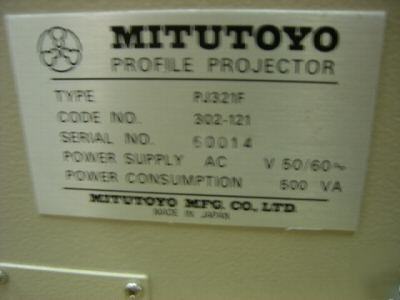 MITUTOYO
PROFILE PROJECTOR
TYPE PJ321F
CODE NO. 302-121
SERIAL NO. 60014
POWER SUPPLY AC V 50/60~
POWER CONSUMPTION 500 VA
MITUTOYO MFG. CO., LTD.
MADE IN JAPAN